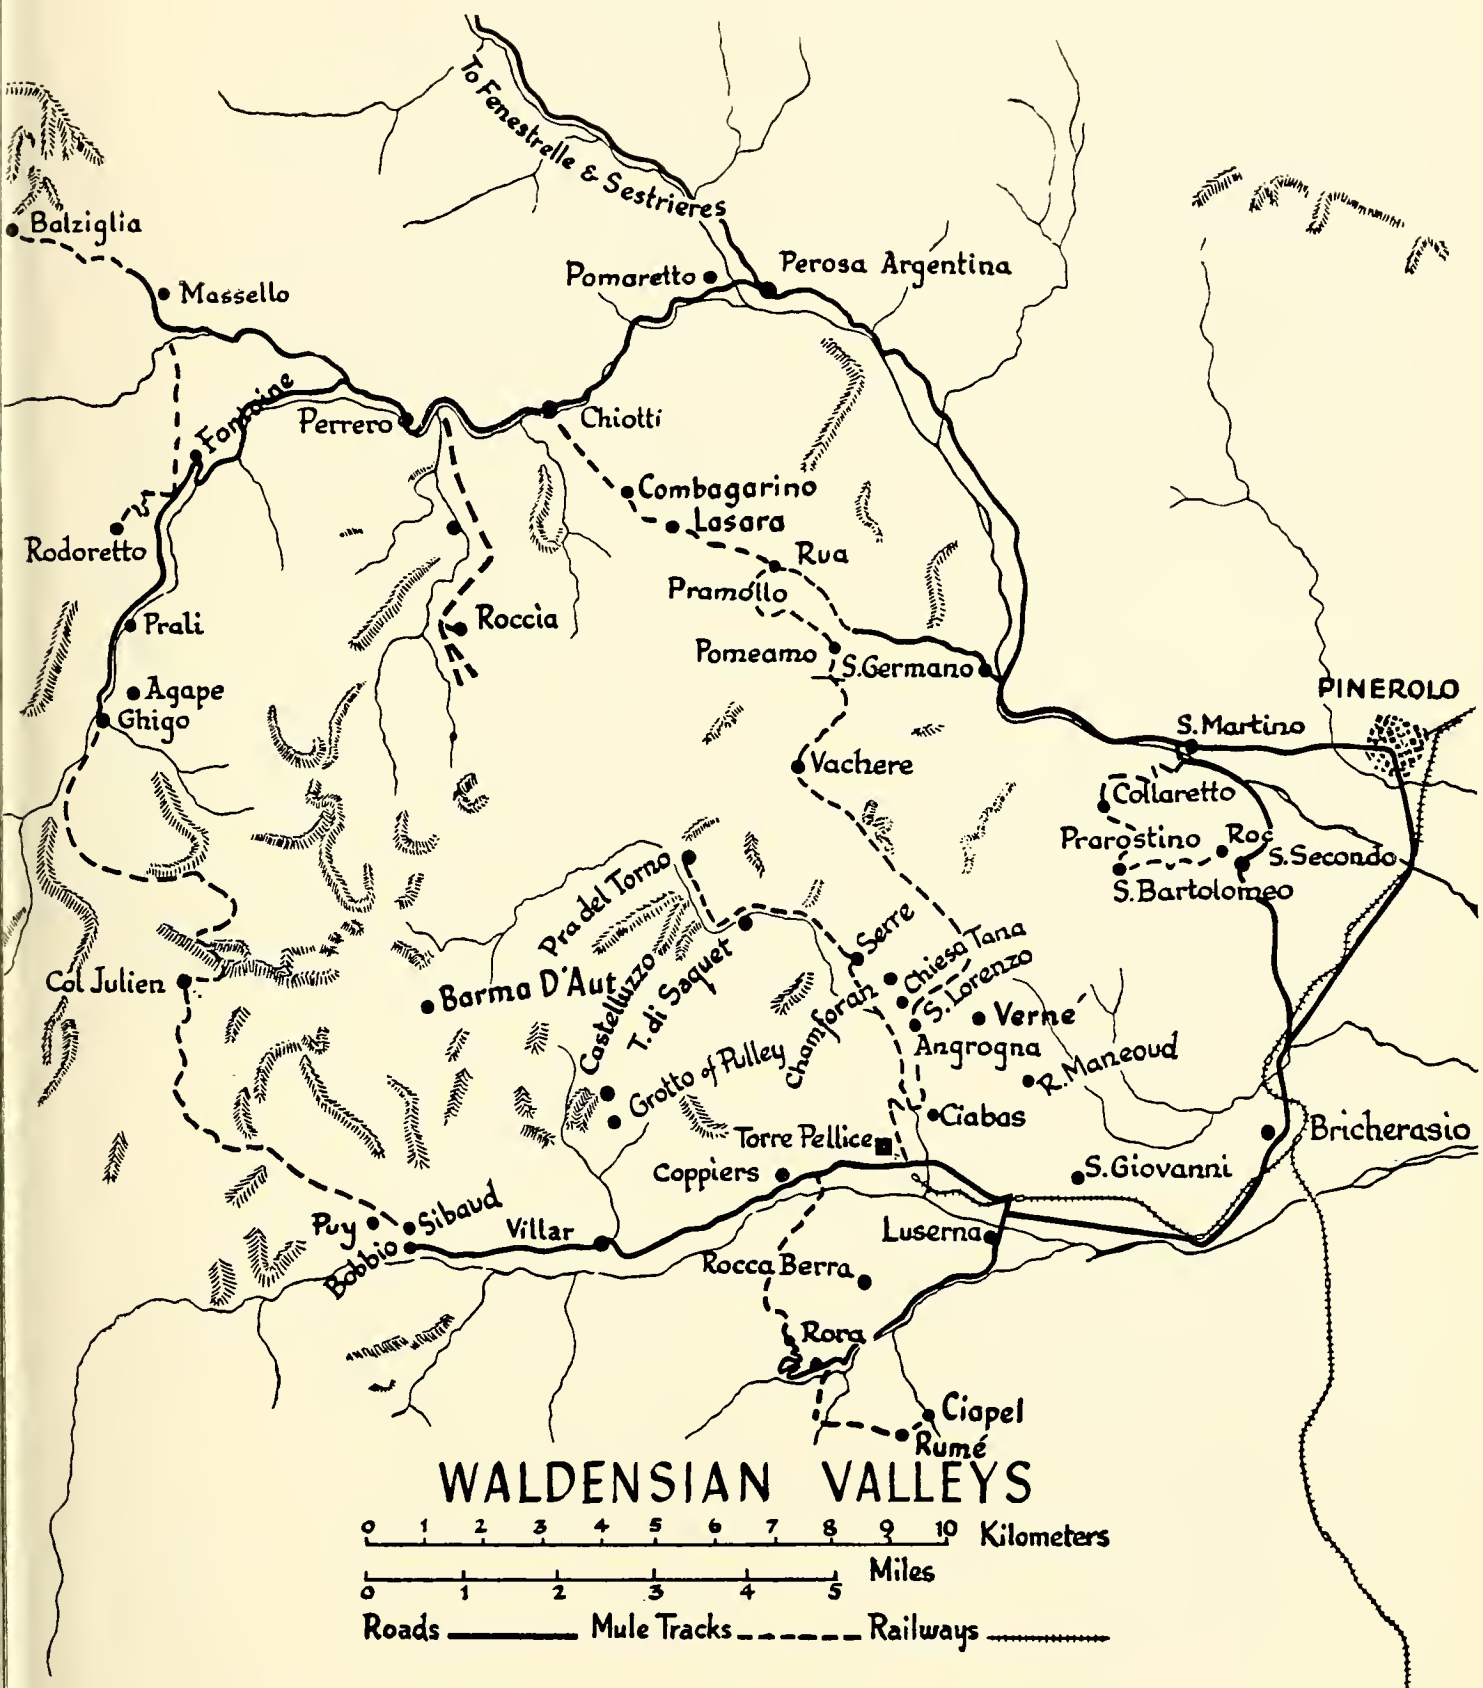 To Fenestrelle & Sestrieres
Balziglia
Massello
Pomaretto
Perosa Argentina
Fontaine
Perrero
Chiotti
Combagarino
Lasara
Rodoretto
Rua
Pramollo
Prali
Roccia
Pomeamo
S. Germano
Agape
Ghigo
PINEROLO
S. Martino
Vachere
Collaretto
Prarostino
Roc
S. Secondo
S. Bartolomeo
Pra del Torno
Serre
Chiesa Tana
S. Lorenzo
Col Julien
Barma D'Aut
Castelluzzo
T. di Saquet
Chamforan
Verne
Angrogna
R. Maneoud
Grotto of Pulley
Ciabas
Torre Pellice
Bricherasio
Coppiers
S. Giovanni
Puy
Sibaud
Bobbio
Villar
Luserna
Rocca Berra
Rora
Ciapel
Rumé
WALDENSIAN VALLEYS
0 1 2 3 4 5 6 7 8 9 10 Kilometers
Miles
0 1 2 3 4 5
Roads Mule Tracks Railways